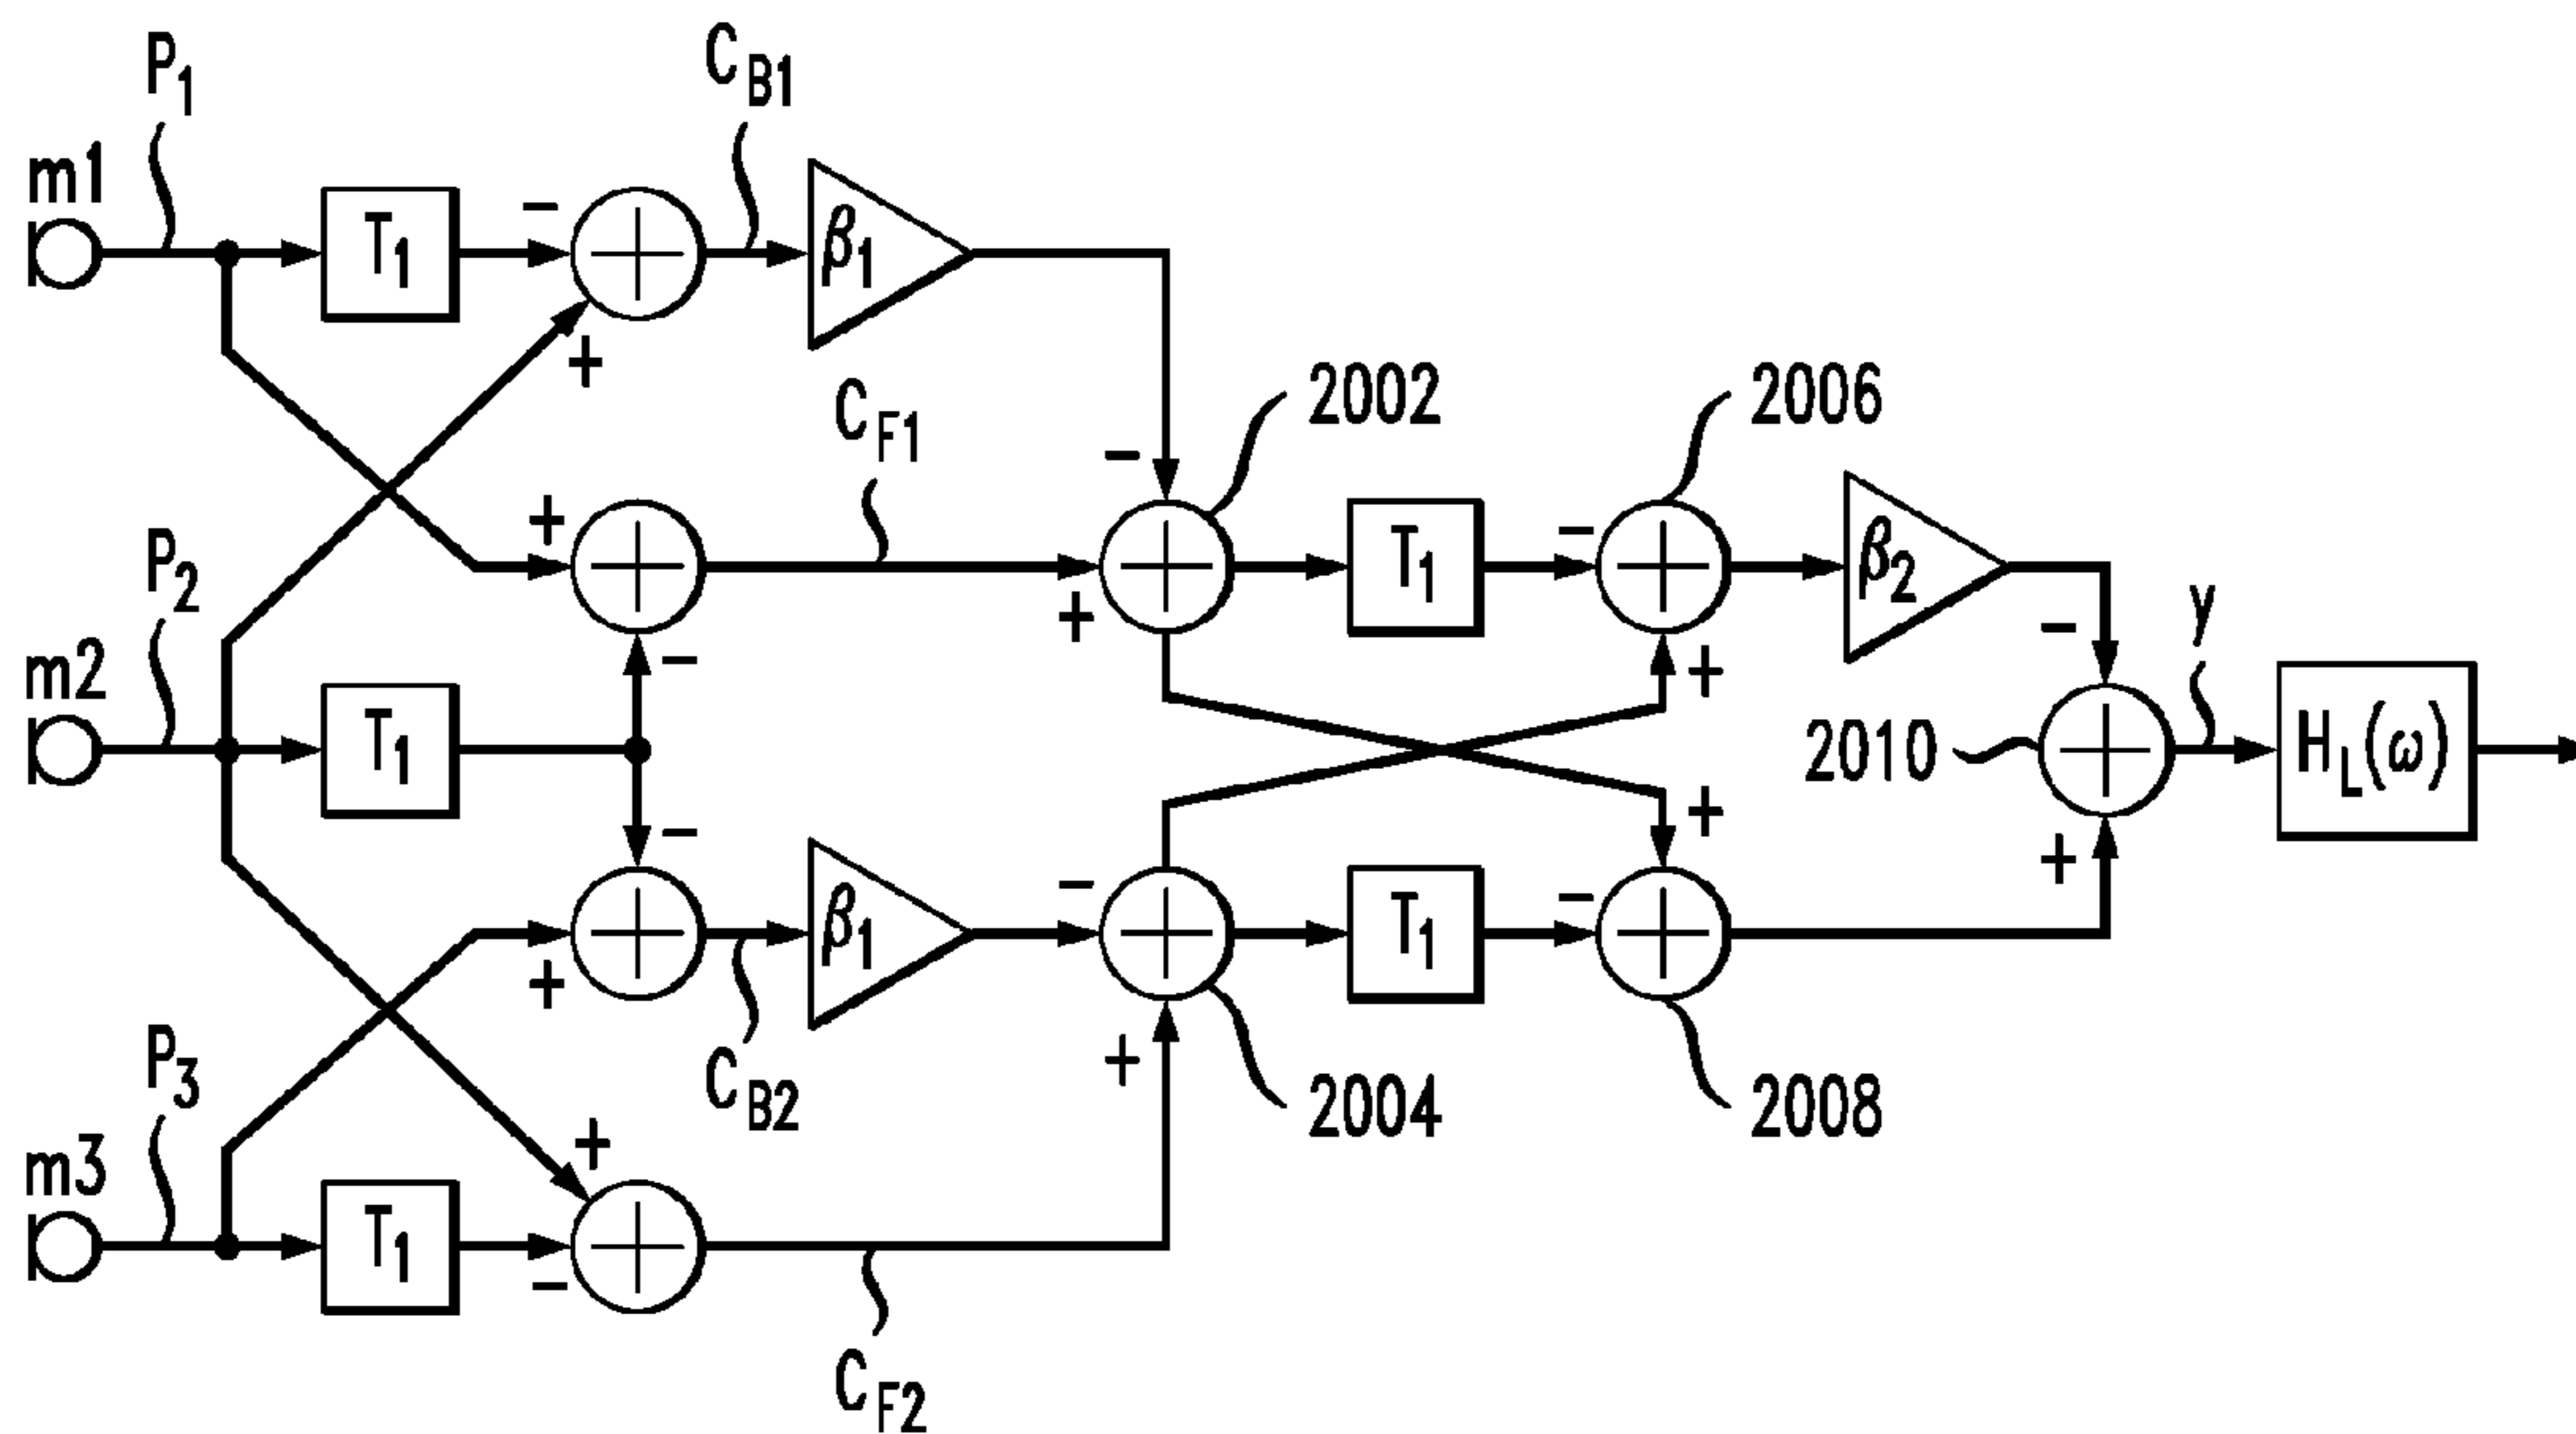 P1
CB1
m1
T1
−
+
β1
CF1
2002
2006
−
+
−
+
T1
−
β2
P2
−
+
y
m2
T1
−
+
−
2010
HL(ω)
−
+
+
β1
−
+
T1
−
+
P3
CB2
2004
2008
m3
T1
+
−
CF2